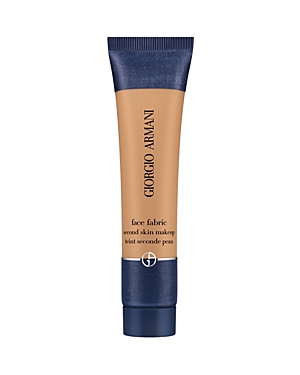 GIORGIO ARMANI
face fabric
second skin makeup
teint seconde peau